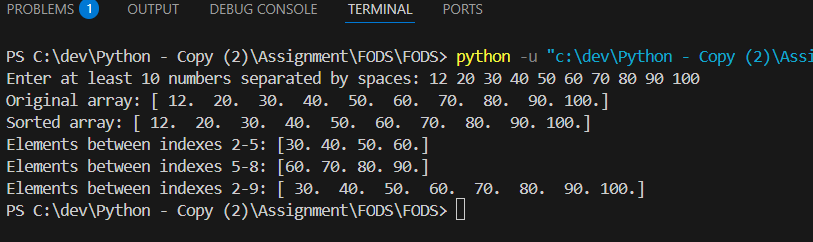 PROBLEMS 1 OUTPUT DEBUG CONSOLE TERMINAL PORTS
PS C:\dev\Python - Copy (2)\Assignment\FODS\FODS> python -u "c:\dev\Python - Copy (2)\Assi
Enter at least 10 numbers separated by spaces: 12 20 30 40 50 60 70 80 90 100
Original array: [ 12.  20.  30.  40.  50.  60.  70.  80.  90. 100.]
Sorted array: [ 12.  20.  30.  40.  50.  60.  70.  80.  90. 100.]
Elements between indexes 2-5: [30. 40. 50. 60.]
Elements between indexes 5-8: [60. 70. 80. 90.]
Elements between indexes 2-9: [ 30.  40.  50.  60.  70.  80.  90. 100.]
PS C:\dev\Python - Copy (2)\Assignment\FODS\FODS>